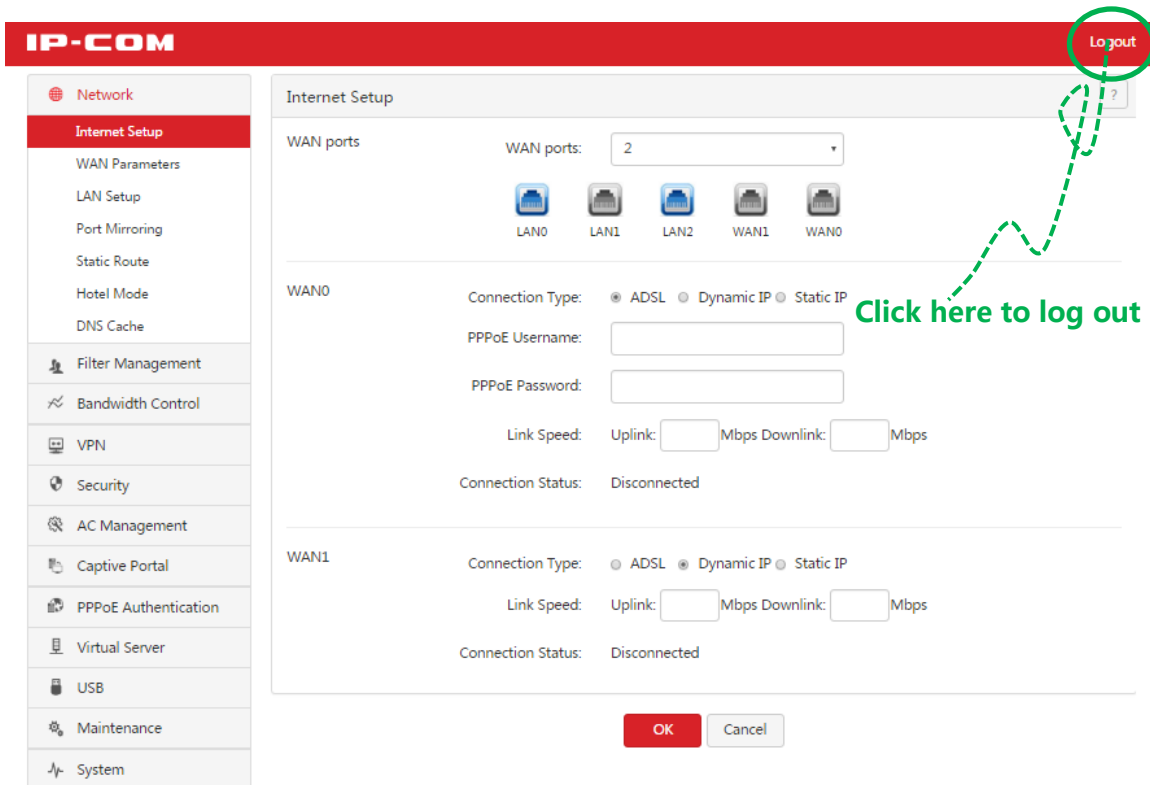 IP-COM
Logout
Network
Internet Setup
WAN Parameters
LAN Setup
Port Mirroring
Static Route
Hotel Mode
DNS Cache
Filter Management
Bandwidth Control
VPN
Security
AC Management
Captive Portal
PPPoE Authentication
Virtual Server
USB
Maintenance
System
Internet Setup ?
WAN ports WAN ports: 2
LAN0 LAN1 LAN2 WAN1 WAN0
WAN0 Connection Type: ADSL Dynamic IP Static IP
Click here to log out
PPPoE Username:
PPPoE Password:
Link Speed: Uplink: Mbps Downlink: Mbps
Connection Status: Disconnected
WAN1 Connection Type: ADSL Dynamic IP Static IP
Link Speed: Uplink: Mbps Downlink: Mbps
Connection Status: Disconnected
OK Cancel